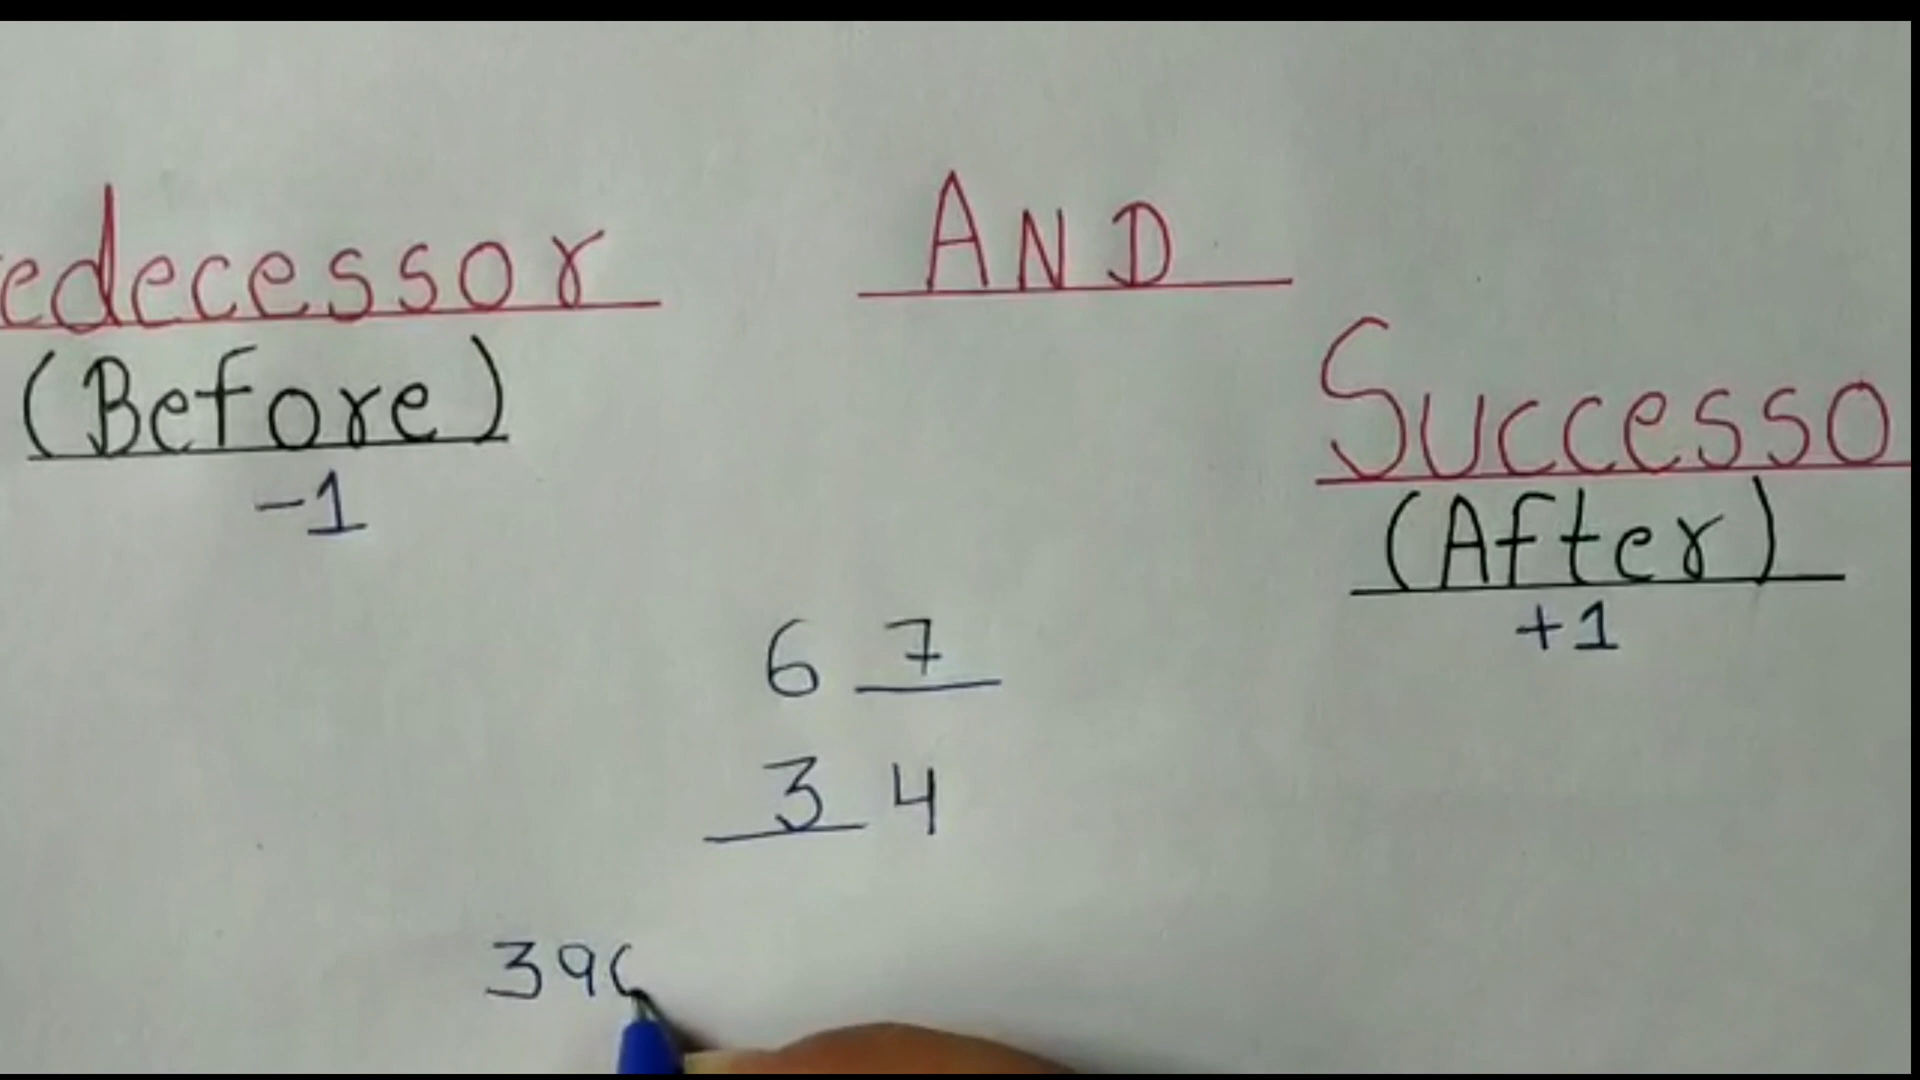 edecessor AND
Successo
(Before)
-1
(After)
+1
6 7
3 4
39